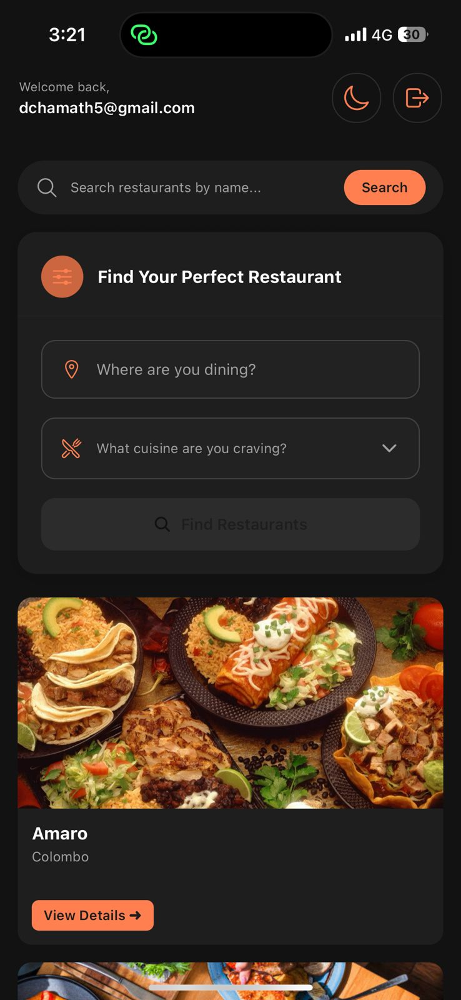 3:21
4G
30
Welcome back,
dchamath5@gmail.com
Search restaurants by name...
Search
Find Your Perfect Restaurant
Where are you dining?
What cuisine are you craving?
Find Restaurants
Amaro
Colombo
View Details ➔